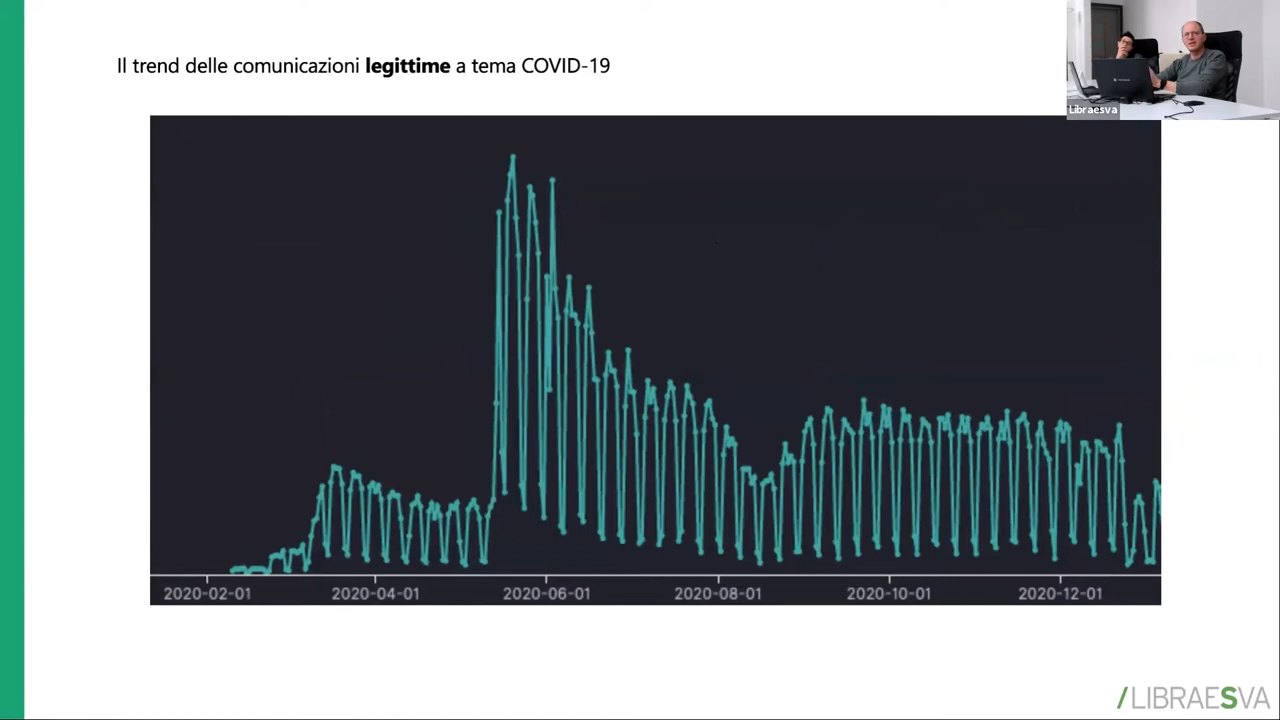 Il trend delle comunicazioni legittime a tema COVID-19
Libraesva
2020-02-01 2020-04-01 2020-06-01 2020-08-01 2020-10-01 2020-12-01
/LIBRAESVA